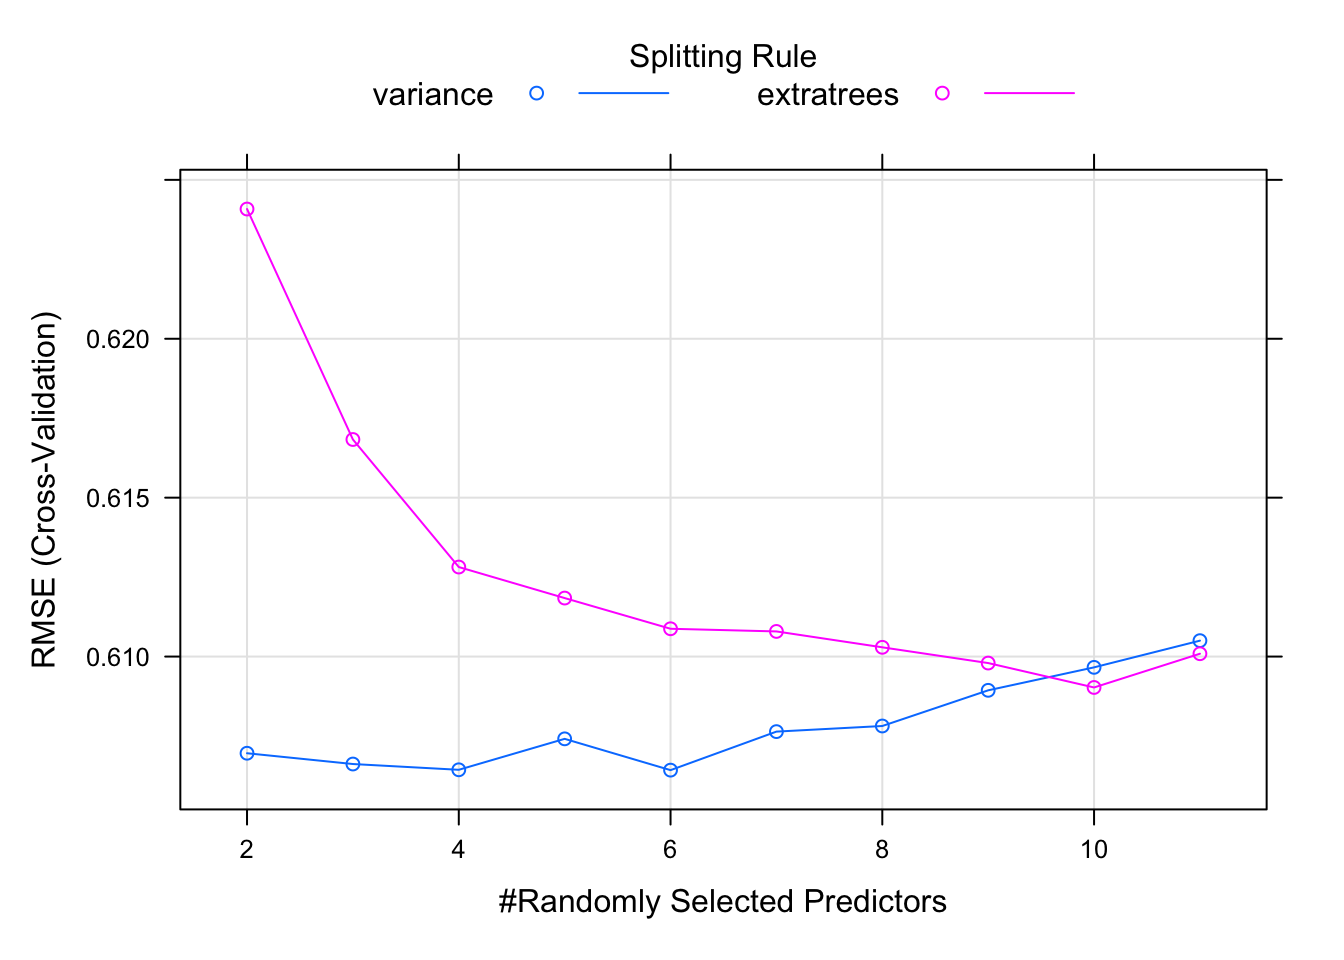 Splitting Rule
variance extratrees
RMSE (Cross-Validation)
0.620
0.615
0.610
2 4 6 8 10
#Randomly Selected Predictors